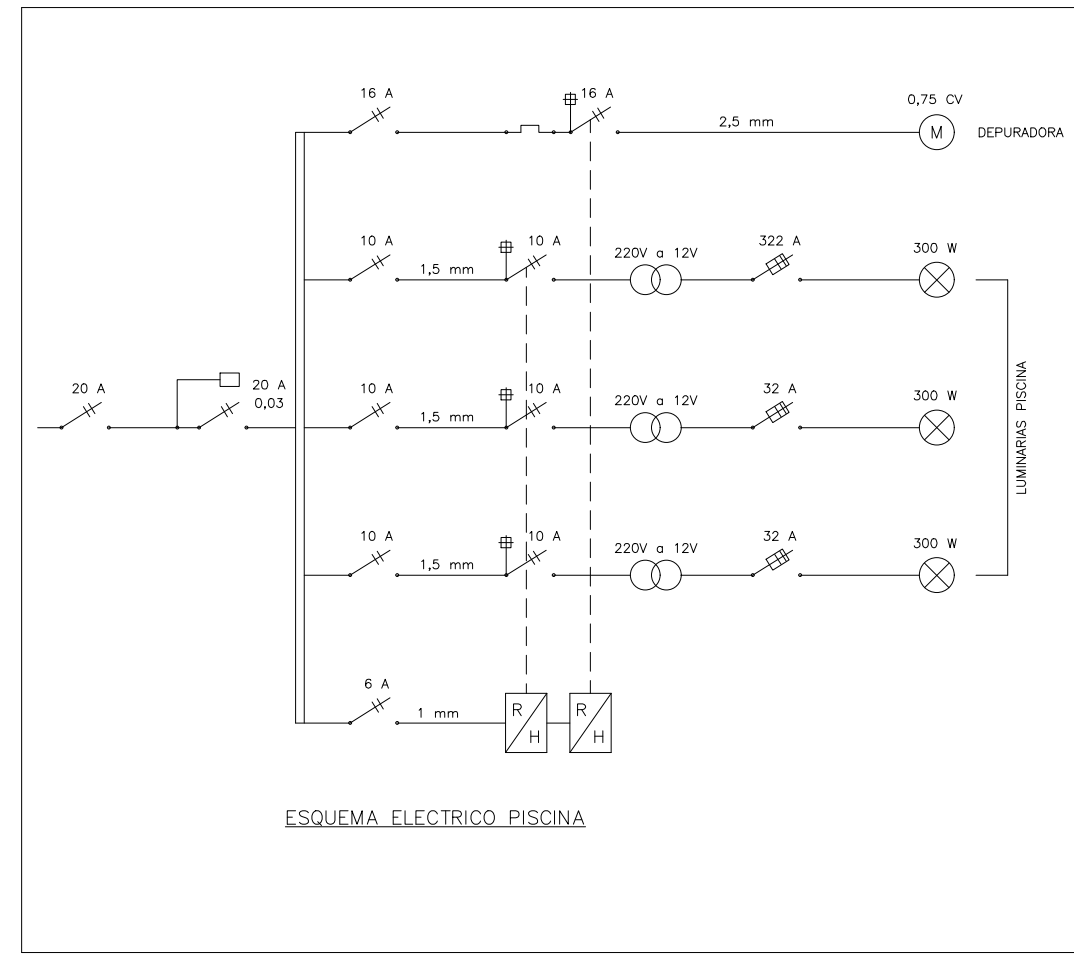 16 A
16 A
0,75 CV
2,5 mm
M
DEPURADORA
10 A
1,5 mm
10 A
220V a 12V
322 A
300 W
20 A
20 A
0,03
10 A
1,5 mm
10 A
220V a 12V
32 A
300 W
LUMINARIAS PISCINA
10 A
1,5 mm
10 A
220V a 12V
32 A
300 W
6 A
1 mm
R
H
R
H
ESQUEMA ELECTRICO PISCINA